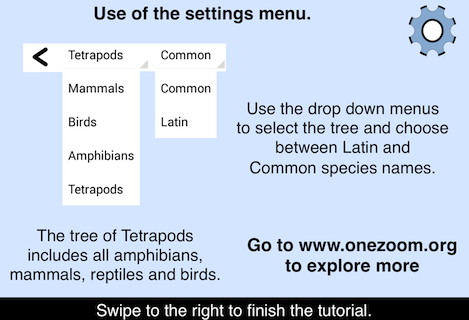 Use of the settings menu.
Tetrapods Common
Mammals Common
Birds Latin
Amphibians
Tetrapods
Use the drop down menus
to select the tree and choose
between Latin and
Common species names.
The tree of Tetrapods
includes all amphibians,
mammals, reptiles and birds.
Go to www.onezoom.org
to explore more
Swipe to the right to finish the tutorial.